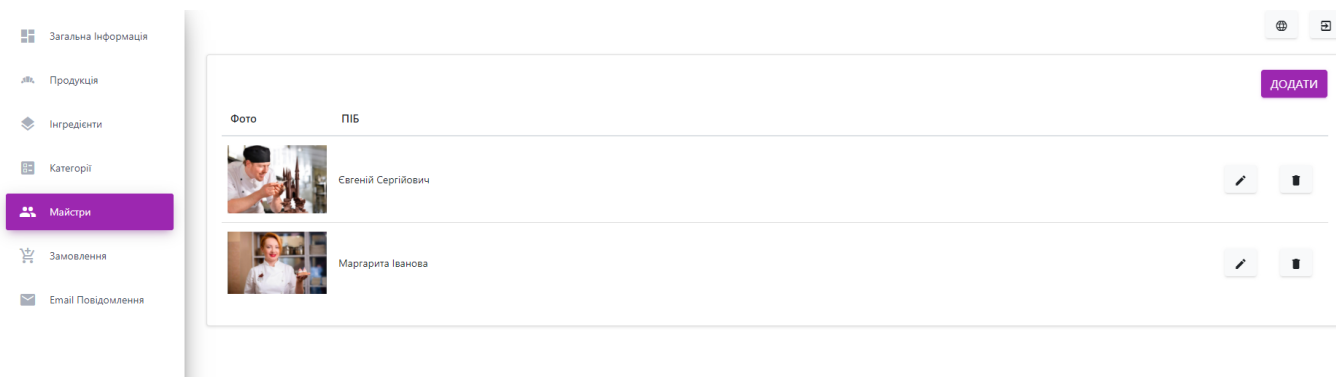 Загальна Інформація
Продукція
Інгредієнти
Категорії
Майстри
Замовлення
Email Повідомлення
ДОДАТИ
Фото ПІБ
Євгеній Сергійович
Маргарита Іванова